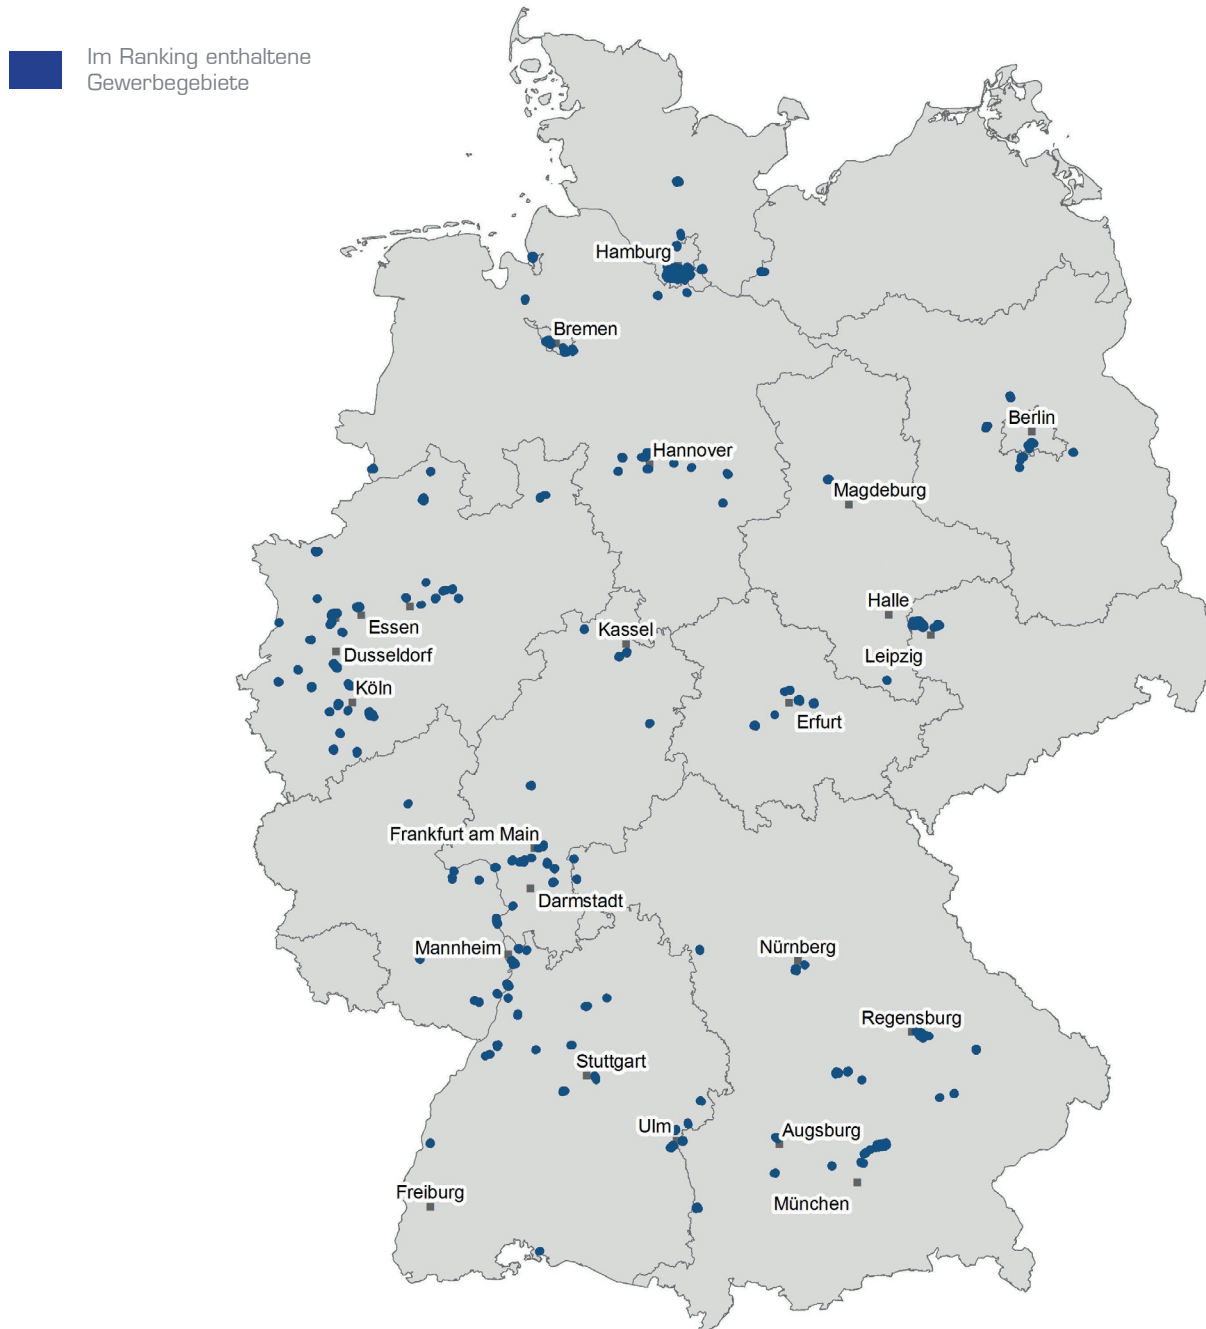 Im Ranking enthaltene
Gewerbegebiete
Hamburg
Bremen
Berlin
Hannover
Magdeburg
Halle
Essen
Kassel
Dusseldorf
Leipzig
Köln
Erfurt
Frankfurt am Main
Darmstadt
Mannheim
Nürnberg
Regensburg
Stuttgart
Ulm
Augsburg
Freiburg
München